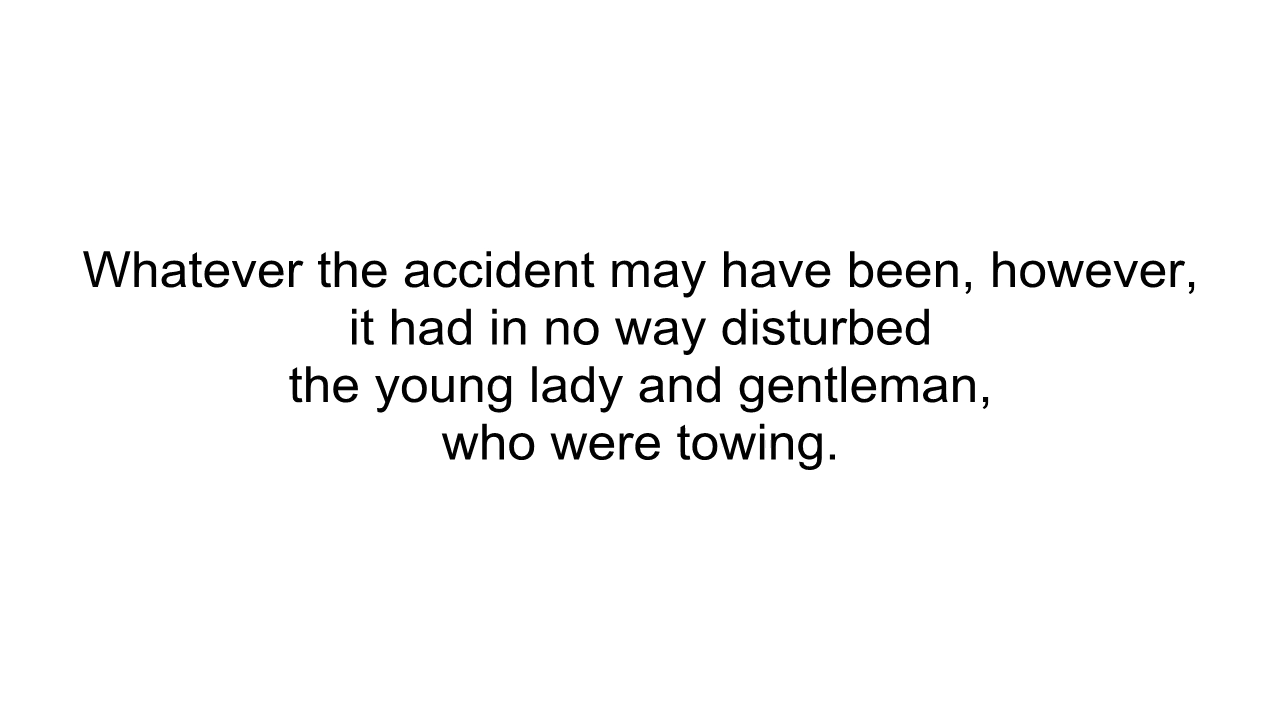 Whatever the accident may have been, however,
it had in no way disturbed
the young lady and gentleman,
who were towing.